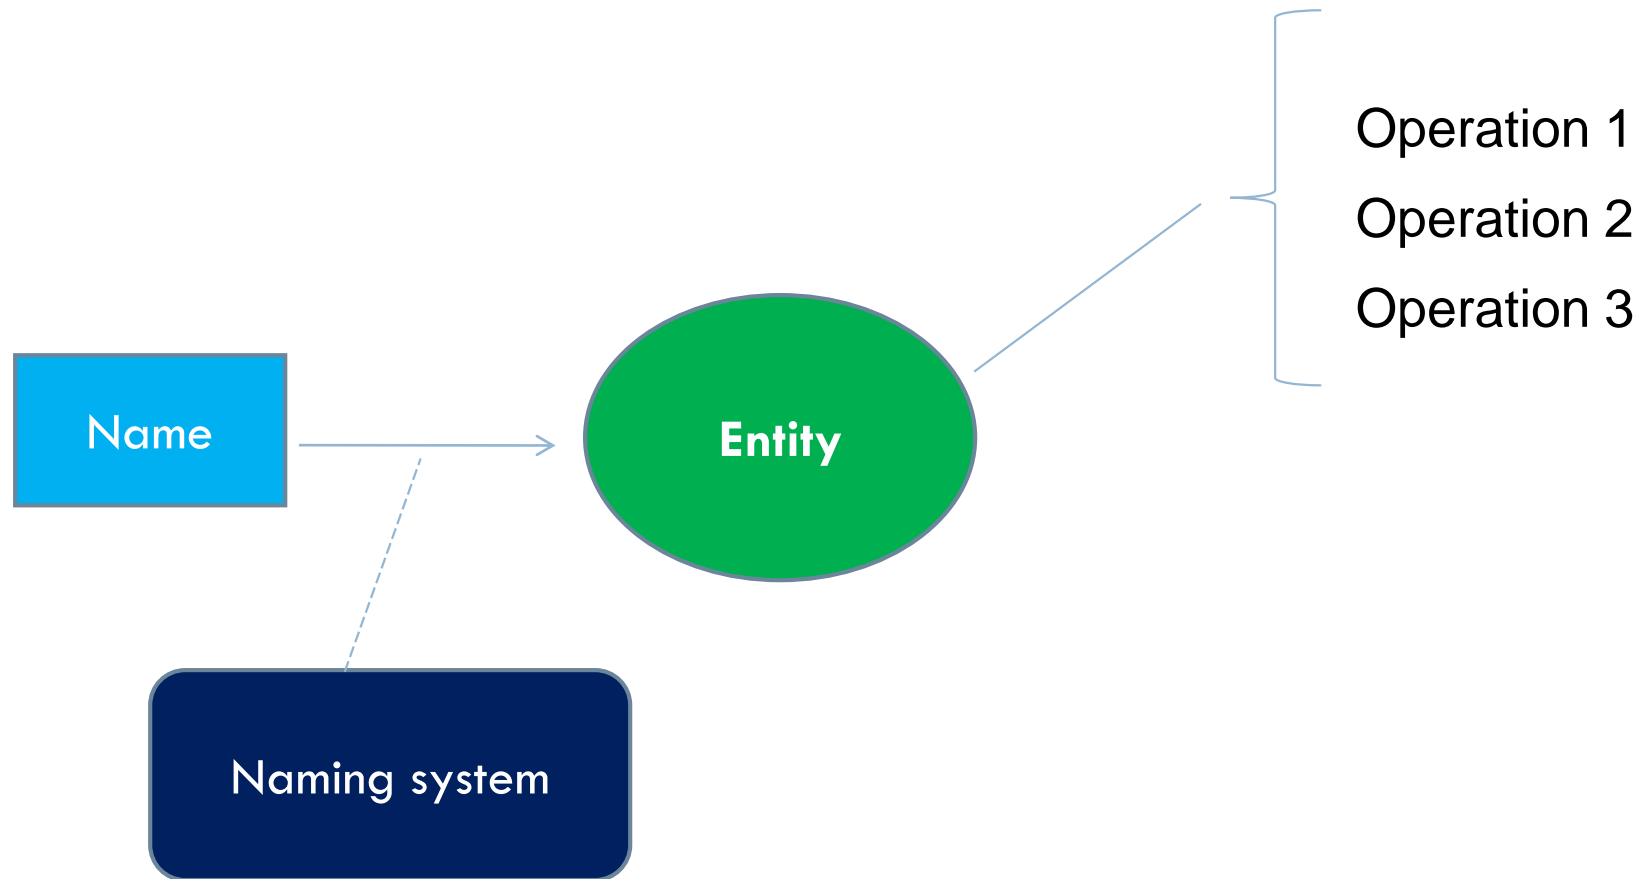 Operation 1
Operation 2
Operation 3
Name
Entity
Naming system